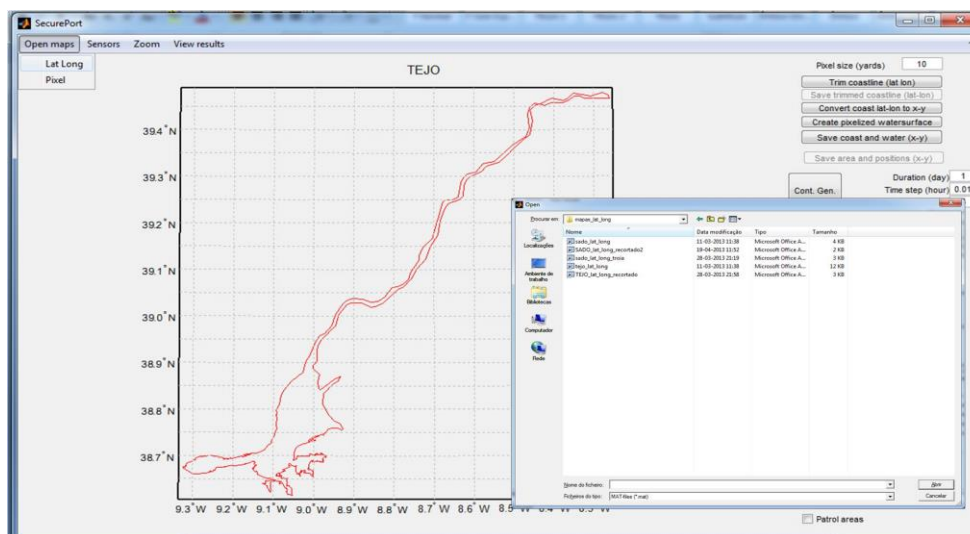 SecurePort
Open maps Sensors Zoom View results
Lat Long
Pixel
TEJO
39.4°N
39.3°N
39.2°N
39.1°N
39.0°N
38.9°N
38.8°N
38.7°N
9.3°W 9.2°W 9.1°W 9.0°W 8.9°W 8.8°W 8.7°W 8.6°W
Pixel size (yards) 10
Trim coastline (lat lon)
Save trimmed coastline (lat-lon)
Convert coast lat-lon to x-y
Create pixelized watersurface
Save coast and water (x-y)
Save area and positions (x-y)
Cont. Gen.
Duration (day) 1
Time step (hour) 0.01
Open
Procurar em: mapas_lat_long
Nome Data modificação Tipo Tamanho
sado_lat_long 11-03-2013 11:38 Microsoft Office A... 4 KB
SADO_lat_long_recortado2 19-04-2013 11:52 Microsoft Office A... 2 KB
sado_lat_long_troia 28-03-2013 21:19 Microsoft Office A... 3 KB
tejo_lat_long 11-03-2013 11:38 Microsoft Office A... 12 KB
TEJO_lat_long_recortado 28-03-2013 21:58 Microsoft Office A... 3 KB
Localizações
Ambiente de trabalho
Bibliotecas
Computador
Rede
Nome do ficheiro:
Abrir
Ficheiros do tipo: MAT-files (*.mat)
Cancelar
Patrol areas